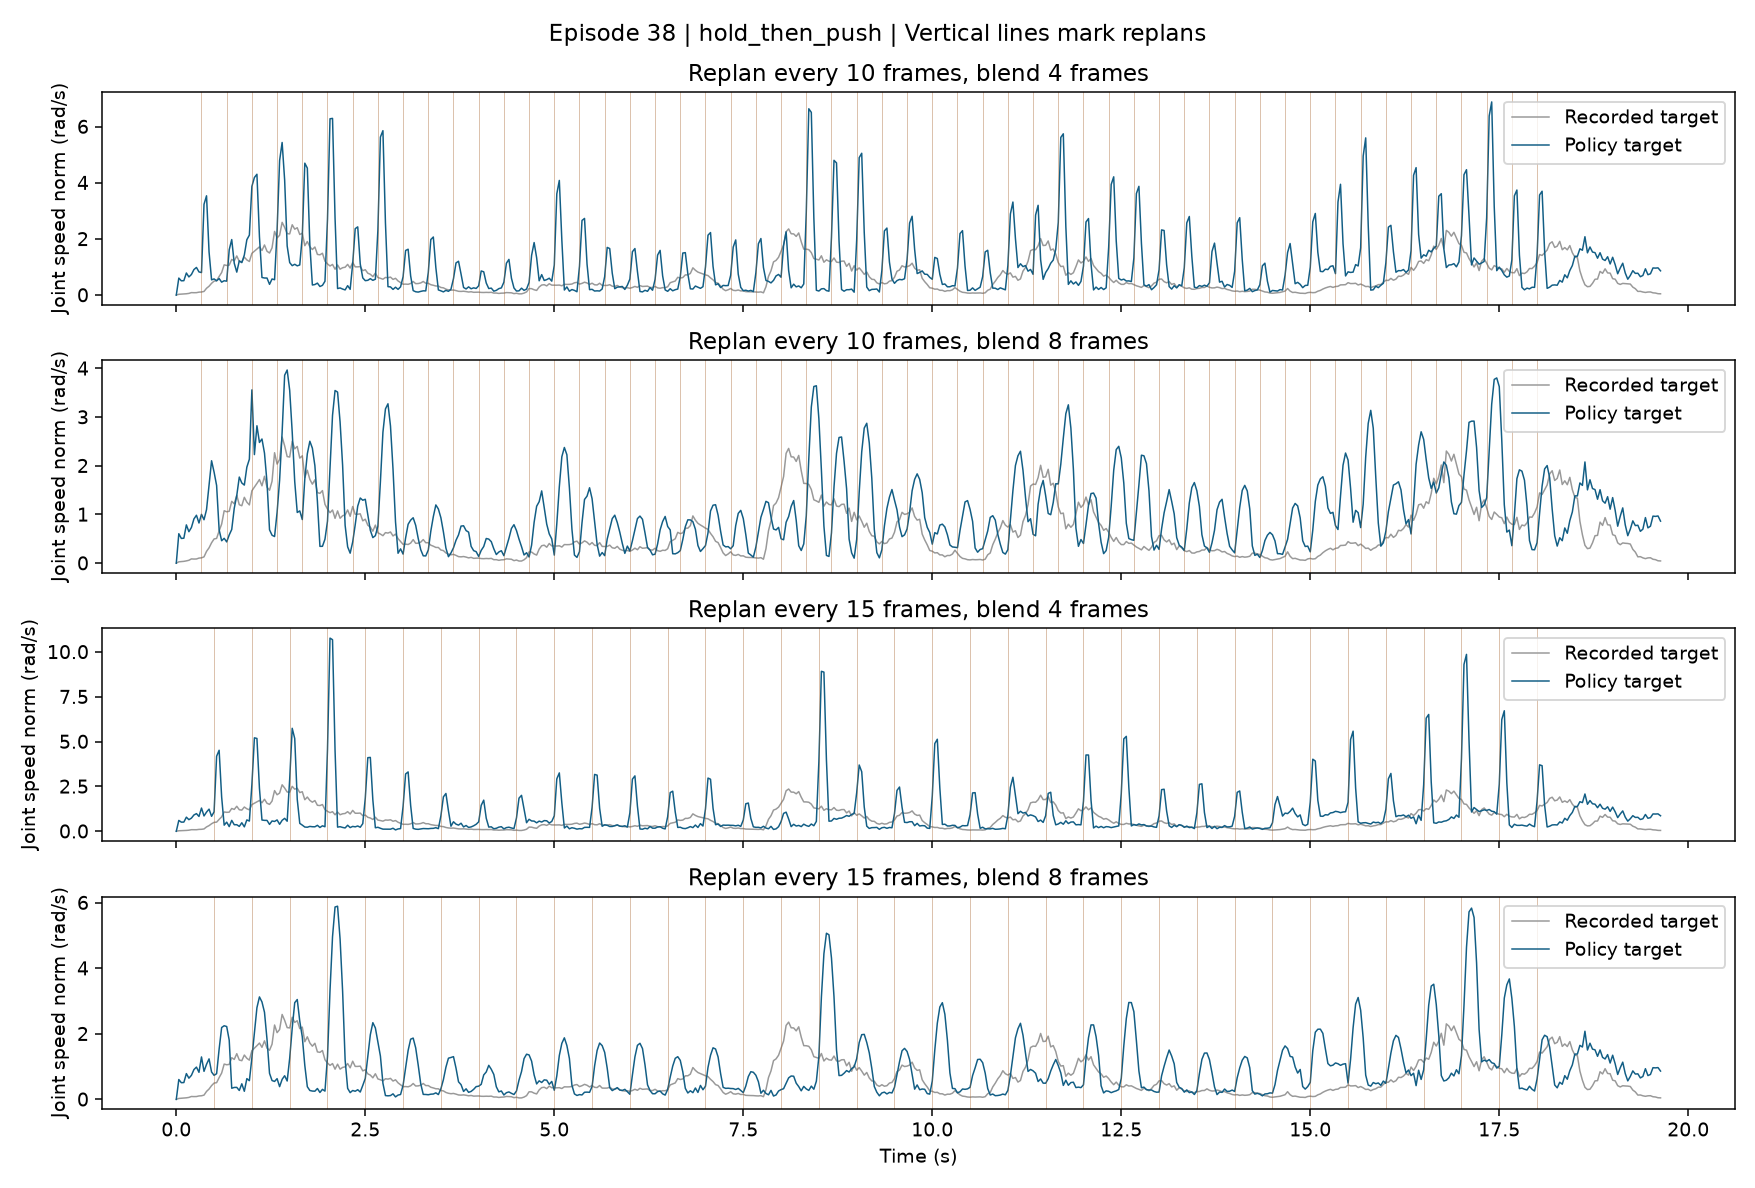 Episode 38 | hold_then_push | Vertical lines mark replans
Replan every 10 frames, blend 4 frames
Joint speed norm (rad/s)
6
4
2
0
Recorded target
Policy target
Replan every 10 frames, blend 8 frames
Joint speed norm (rad/s)
4
3
2
1
0
Recorded target
Policy target
Replan every 15 frames, blend 4 frames
Joint speed norm (rad/s)
10.0
7.5
5.0
2.5
0.0
Recorded target
Policy target
Replan every 15 frames, blend 8 frames
Joint speed norm (rad/s)
6
4
2
0
Recorded target
Policy target
0.0 2.5 5.0 7.5 10.0 12.5 15.0 17.5 20.0
Time (s)